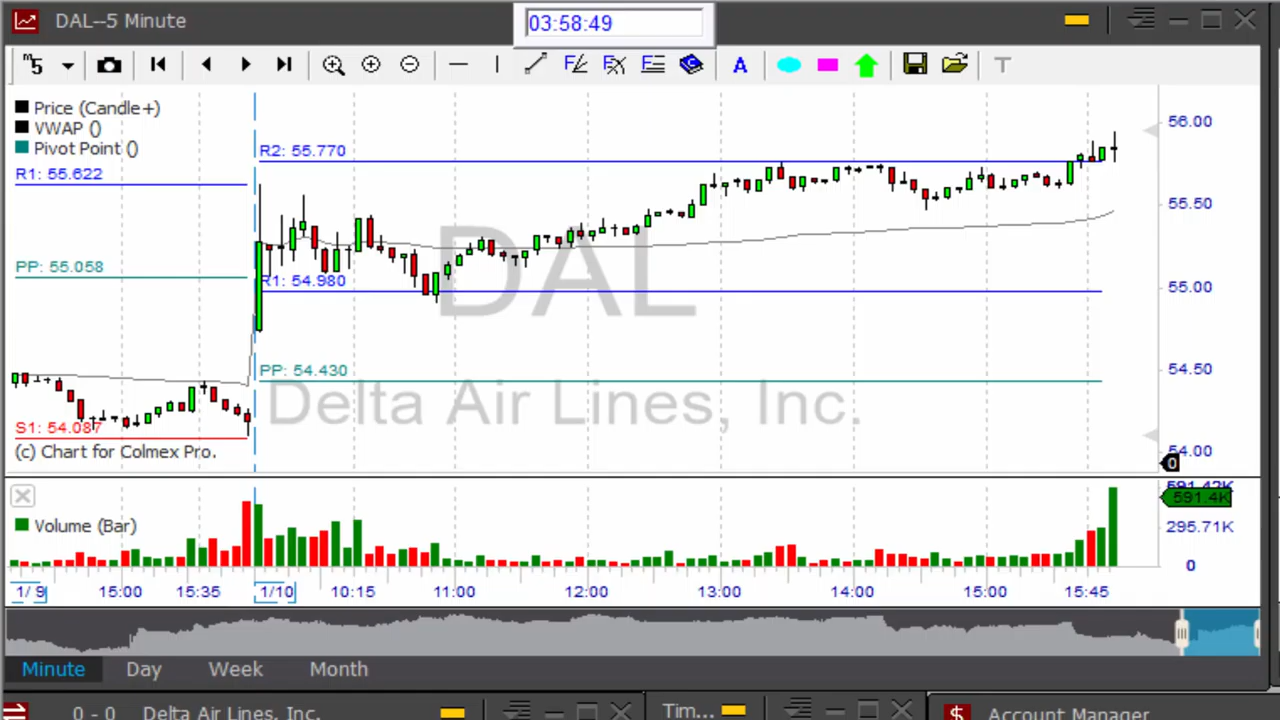 DAL--5 Minute
03:58:49
m5
A
T
Price (Candle+)
VWAP ()
Pivot Point ()
R1: 55.622
R2: 55.770
PP: 55.058
R1: 54.980
PP: 54.430
S1: 54.087
DAL
Delta Air Lines, Inc.
(c) Chart for Colmex Pro.
56.00
55.50
55.00
54.50
54.00
0
Volume (Bar)
591.42K
591.4K
295.71K
0
1/ 9 15:00 15:35 1/10 10:15 11:00 12:00 13:00 14:00 15:00 15:45
Minute Day Week Month
0 - 0 Delta Air Lines, Inc. Tim... $ Account Manager